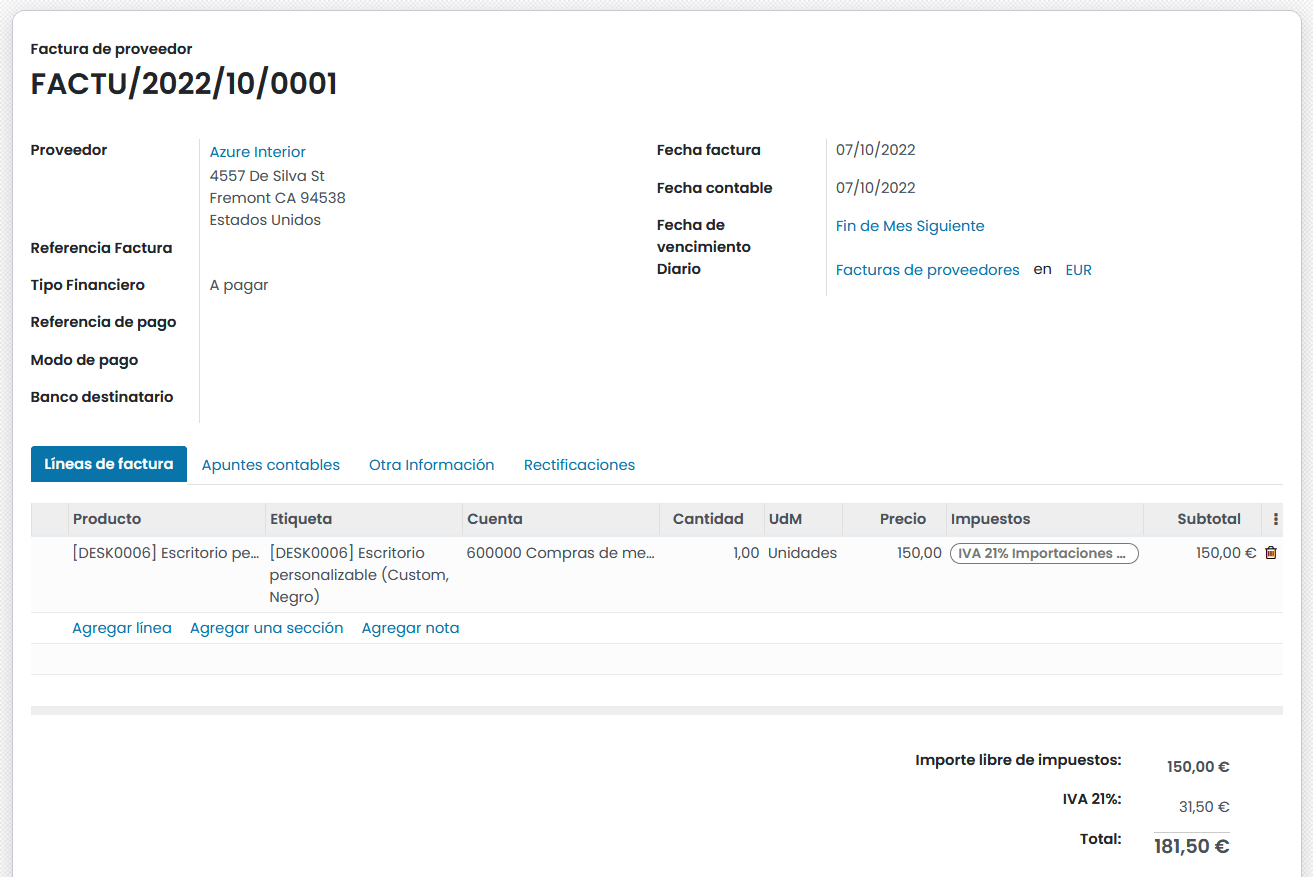 Factura de proveedor
FACTU/2022/10/0001
Proveedor
Azure Interior
4557 De Silva St
Fremont CA 94538
Estados Unidos
Referencia Factura
Tipo Financiero A pagar
Referencia de pago
Modo de pago
Banco destinatario
Fecha factura 07/10/2022
Fecha contable 07/10/2022
Fecha de vencimiento Fin de Mes Siguiente
Diario Facturas de proveedores en EUR
Líneas de factura Apuntes contables Otra Información Rectificaciones
Producto Etiqueta Cuenta Cantidad UdM Precio Impuestos Subtotal
[DESK0006] Escritorio pe... [DESK0006] Escritorio 600000 Compras de me... 1,00 Unidades 150,00 IVA 21% Importaciones ... 150,00 €
personalizable (Custom,
Negro)
Agregar línea Agregar una sección Agregar nota
Importe libre de impuestos: 150,00 €
IVA 21%: 31,50 €
Total: 181,50 €